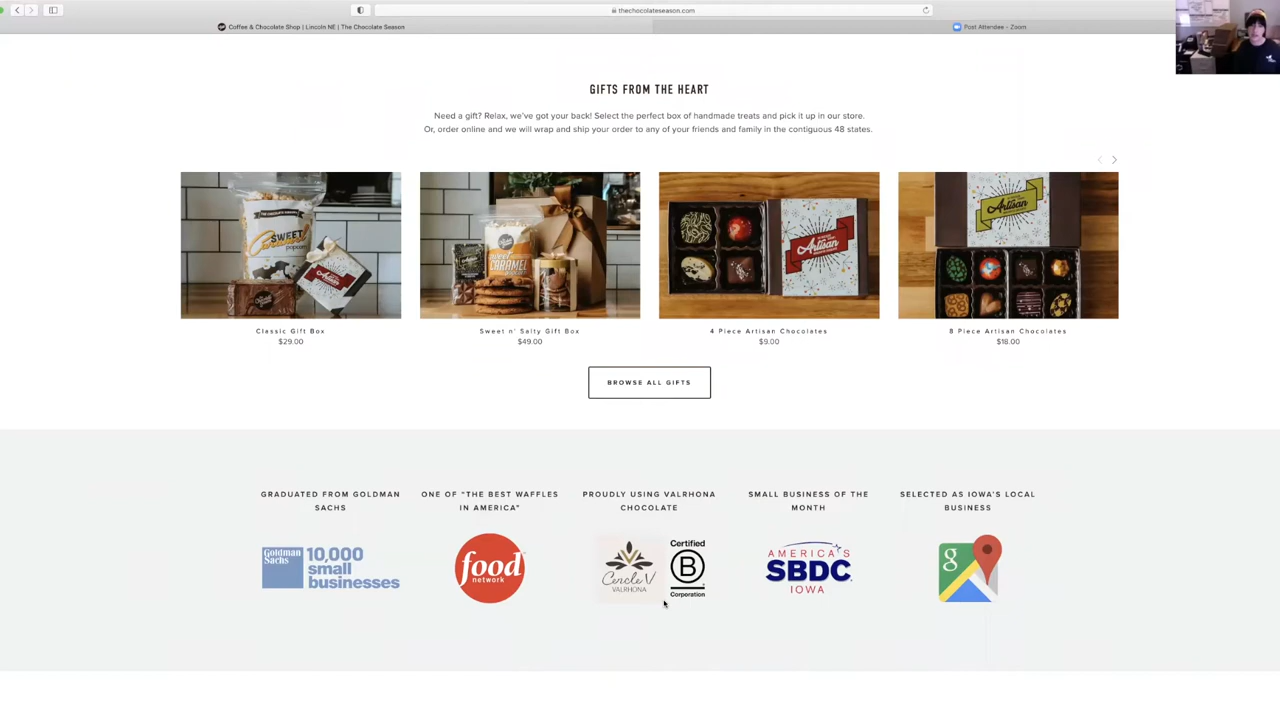 thechocolateseason.com
Coffee & Chocolate Shop | Lincoln NE | The Chocolate Season
Post Attendee - Zoom
GIFTS FROM THE HEART
Need a gift? Relax, we've got your back! Select the perfect box of handmade treats and pick it up in our store.
Or, order online and we will wrap and ship your order to any of your friends and family in the contiguous 48 states.
SWEET
Artisan
SWEET
CARAMEL
Artisan
Artisan
Classic Gift Box
$29.00
Sweet n' Salty Gift Box
$49.00
4 Piece Artisan Chocolates
$9.00
8 Piece Artisan Chocolates
$18.00
BROWSE ALL GIFTS
GRADUATED FROM GOLDMAN
SACHS
Goldman
Sachs
10,000
small
businesses
ONE OF "THE BEST WAFFLES
IN AMERICA"
food
network
PROUDLY USING VALRHONA
CHOCOLATE
Cercle V
VALRHONA
Certified
B
Corporation
SMALL BUSINESS OF THE
MONTH
AMERICA'S
SBDC
IOWA
SELECTED AS IOWA'S LOCAL
BUSINESS
g